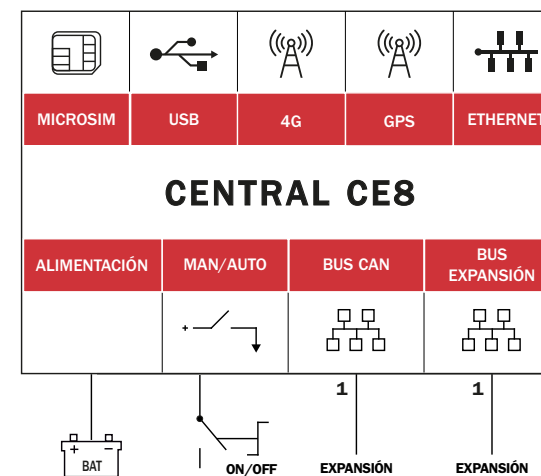 MICROSIM
USB
4G
GPS
ETHERNET
CENTRAL CE8
ALIMENTACIÓN
MAN/AUTO
BUS CAN
BUS
EXPANSIÓN
+
1
1
+ −
BAT
ON/OFF
EXPANSIÓN
EXPANSIÓN